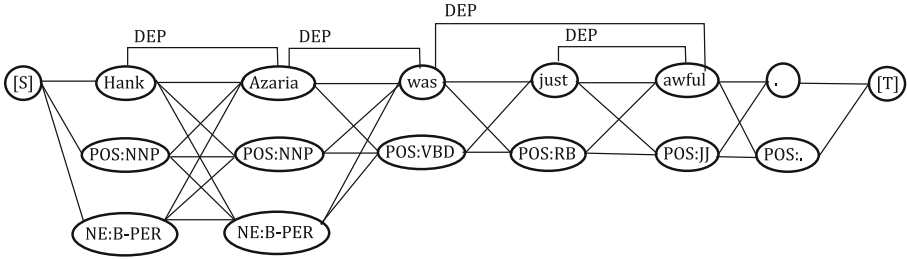 DEP DEP DEP DEP
[S] Hank Azaria was just awful . [T]
POS:NNP POS:NNP POS:VBD POS:RB POS:JJ POS:.
NE:B-PER NE:B-PER